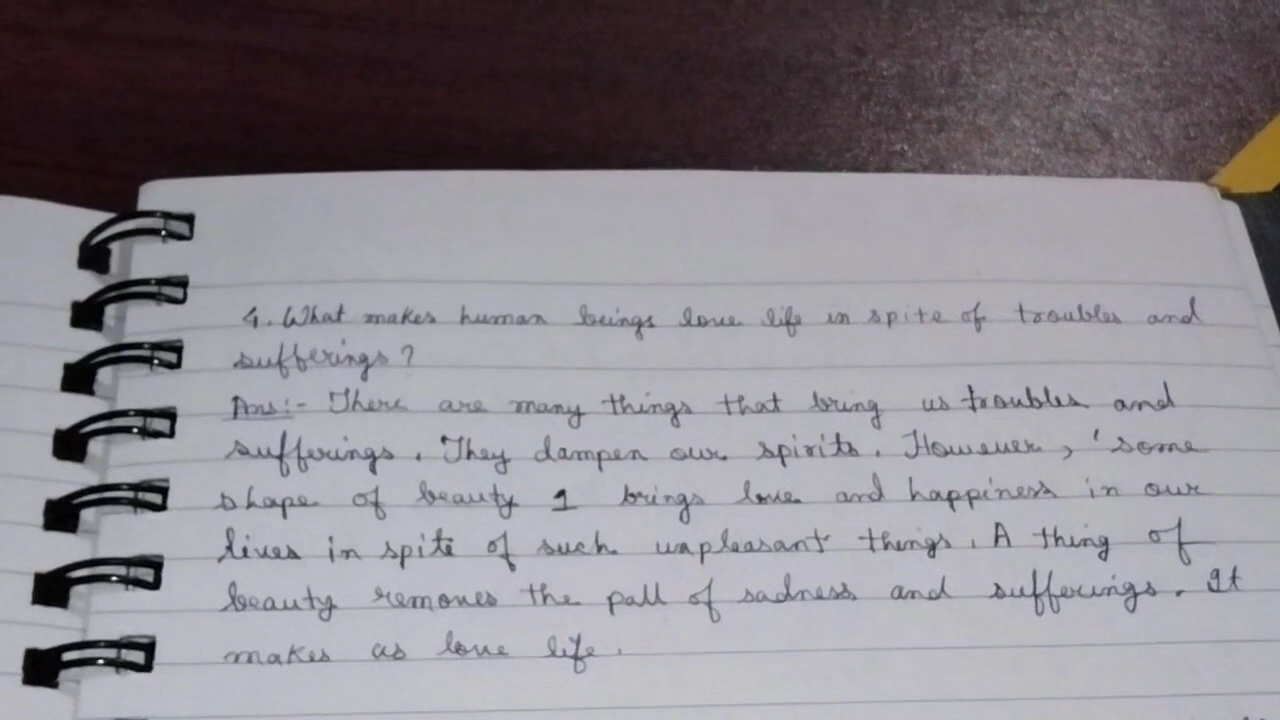 4. What makes human beings love life in spite of troubles and
sufferings?
Ans:- There are many things that bring us troubles and
sufferings. They dampen our spirits. However, 'some
shape of beauty 1 brings love and happiness in our
lives in spite of such unpleasant things. A thing of
beauty removes the pall of sadness and sufferings. It
makes as love life.